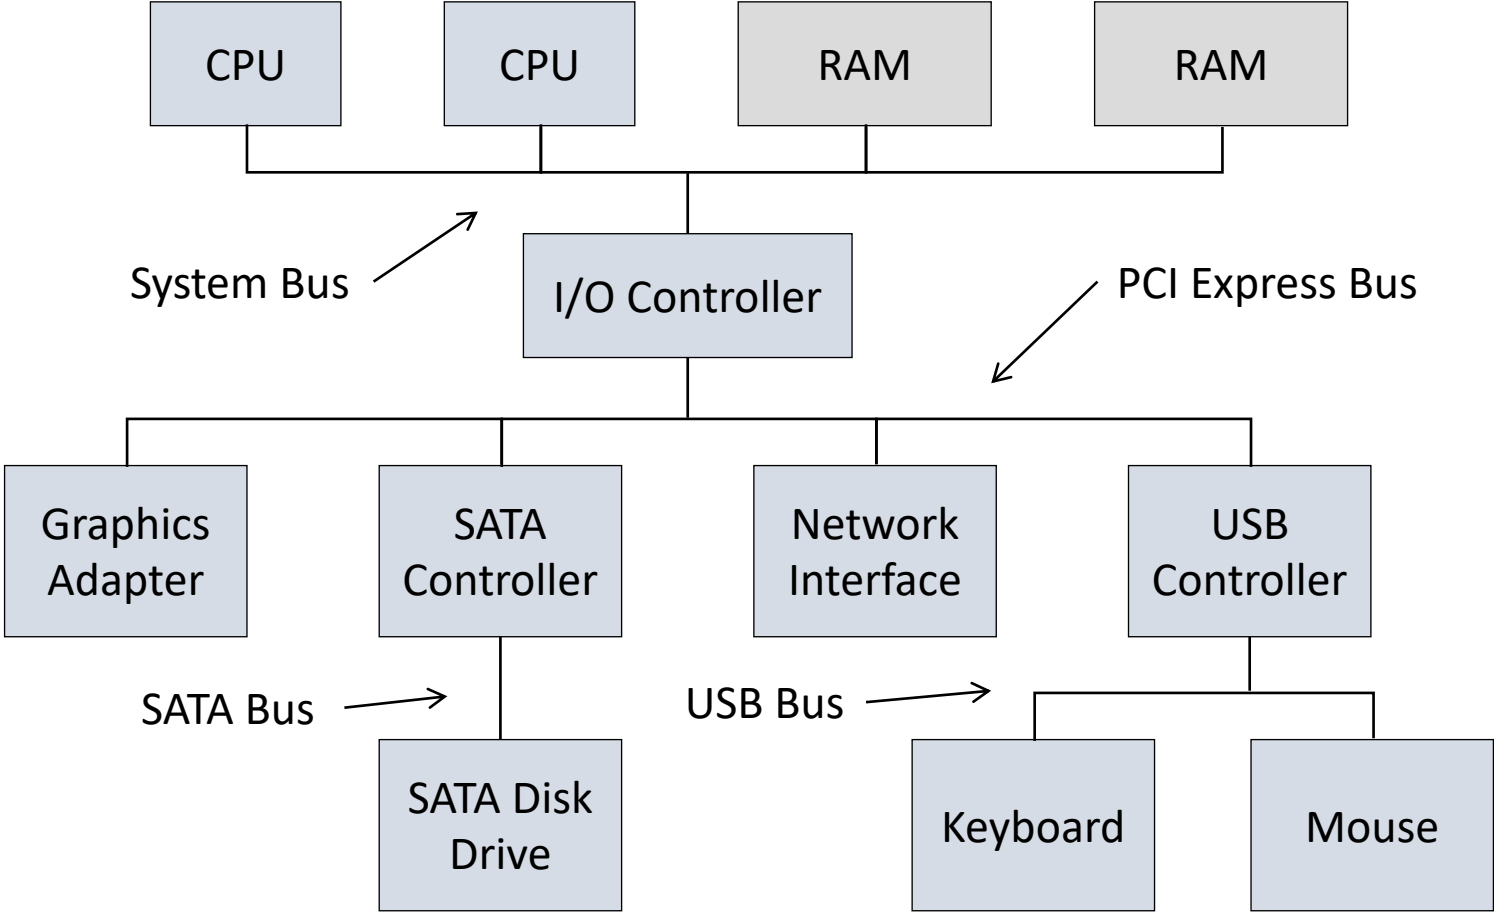 CPU
CPU
RAM
RAM
System Bus
I/O Controller
PCI Express Bus
Graphics
Adapter
SATA
Controller
Network
Interface
USB
Controller
SATA Bus
USB Bus
SATA Disk
Drive
Keyboard
Mouse